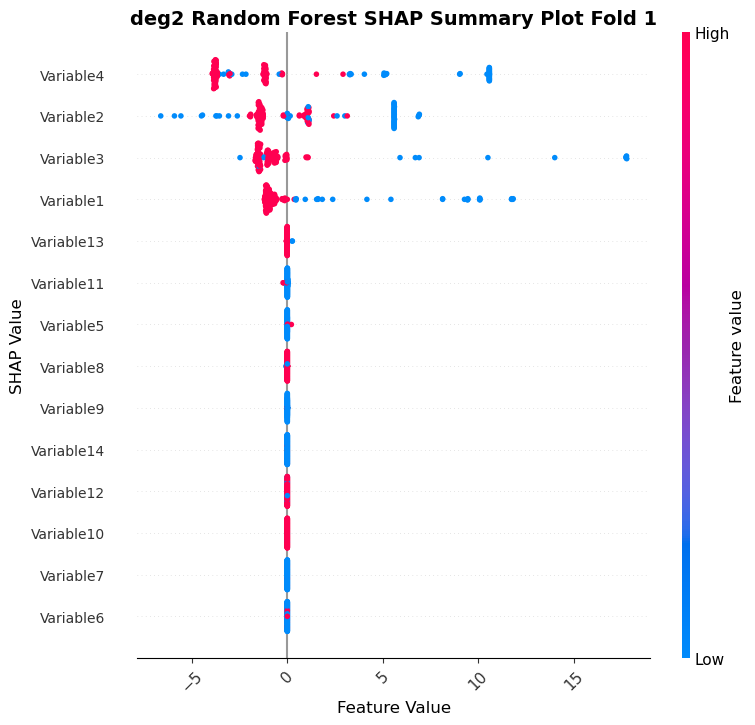 deg2 Random Forest SHAP Summary Plot Fold 1
High
Variable4
Variable2
Variable3
Variable1
Variable13
Variable11
Variable5
Variable8
Variable9
Variable14
Variable12
Variable10
Variable7
Variable6
SHAP Value
Feature value
Low
−5
0
5
10
15
Feature Value